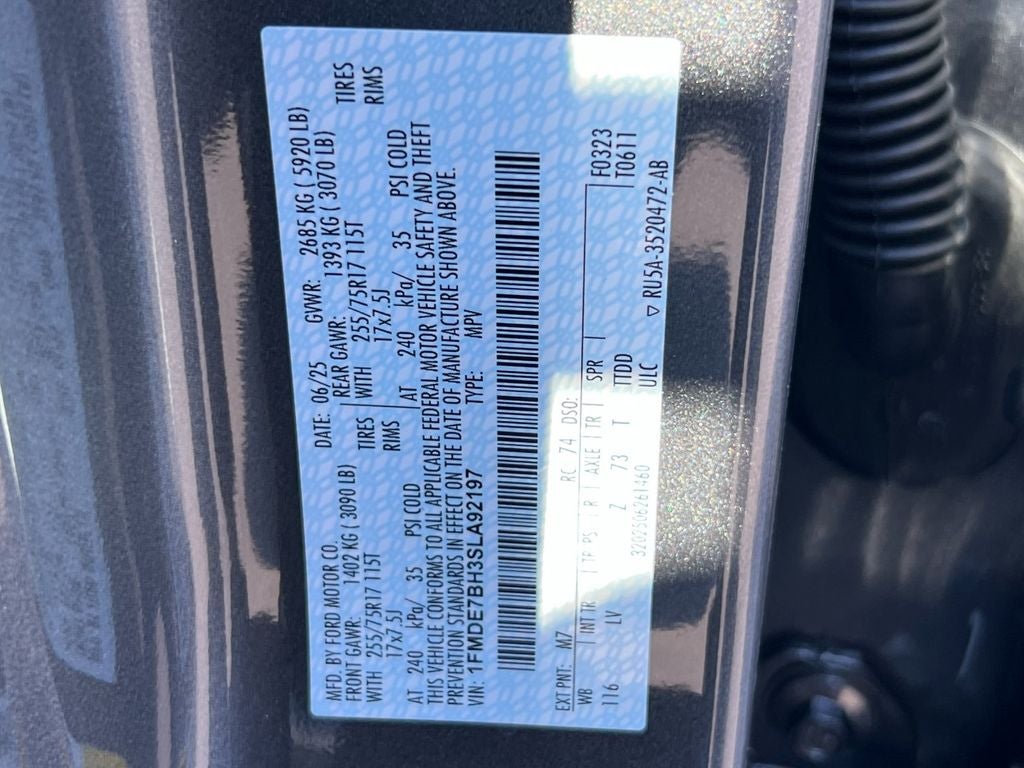 MFD. BY FORD MOTOR CO. DATE: 06/25 GVWR: 2685 KG ( 5920 LB)
FRONT GAWR: 1402 KG ( 3090 LB) REAR GAWR: 1393 KG ( 3070 LB)
WITH 255/75R17 115T TIRES WITH 255/75R17 115T TIRES
17x7.5J RIMS 17x7.5J RIMS
AT 240 kPa/ 35 PSI COLD AT 240 kPa/ 35 PSI COLD
THIS VEHICLE CONFORMS TO ALL APPLICABLE FEDERAL MOTOR VEHICLE SAFETY AND THEFT
PREVENTION STANDARDS IN EFFECT ON THE DATE OF MANUFACTURE SHOWN ABOVE.
VIN: 1FMDE7BH3SLA92197 TYPE: MPV
EXT PNT: M7 RC 74 DSO: F0323
WB INT TR TP PS R AXLE TR SPR T0611
116 LV Z 73 T TTDD
ULC
▽ RU5A-3520472-AB